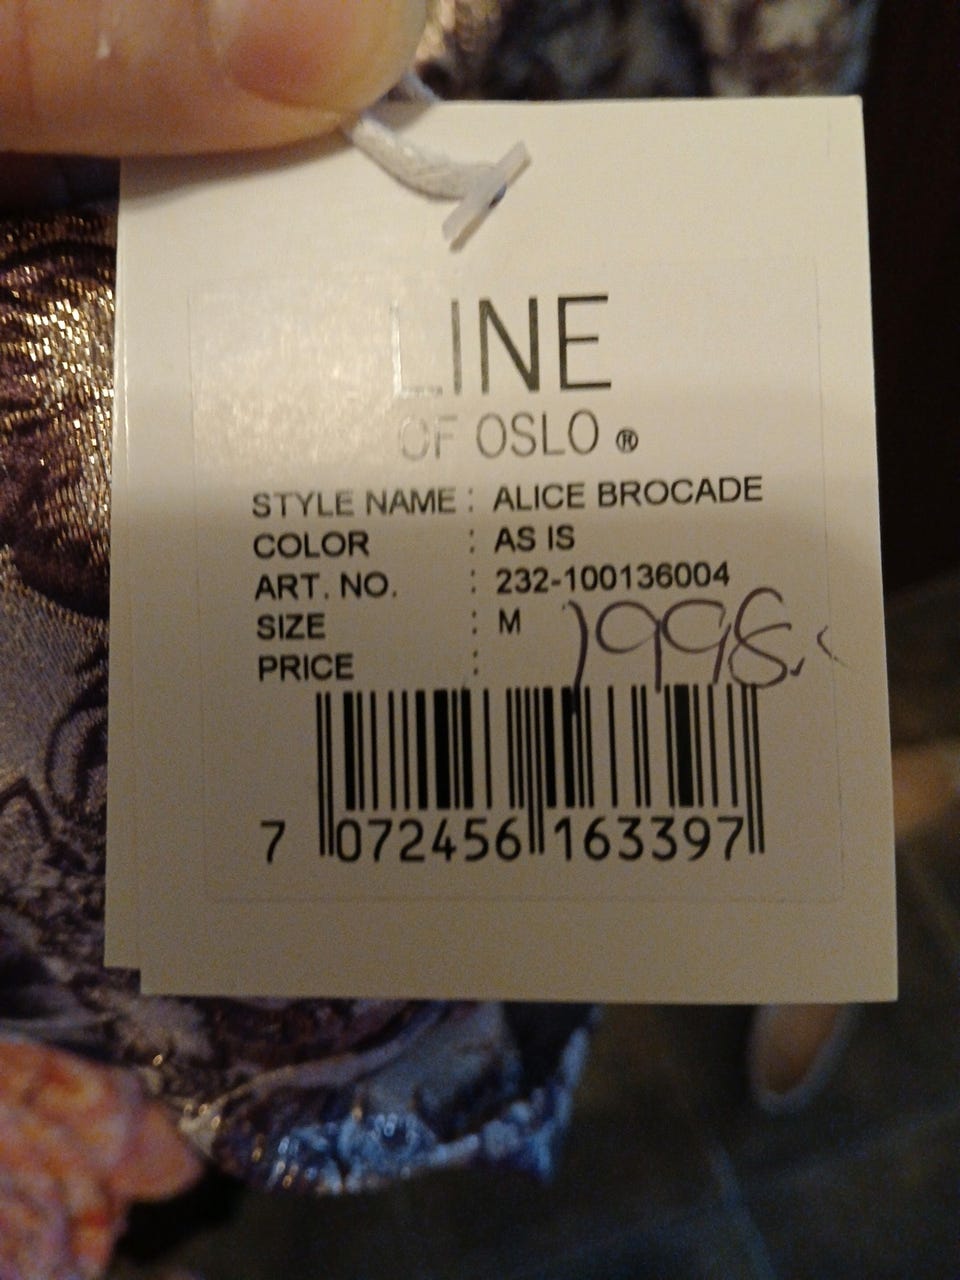 LINE
OF OSLO ®
STYLE NAME : ALICE BROCADE
COLOR : AS IS
ART. NO. : 232-100136004
SIZE : M
PRICE : 1998.-
7 072456 163397